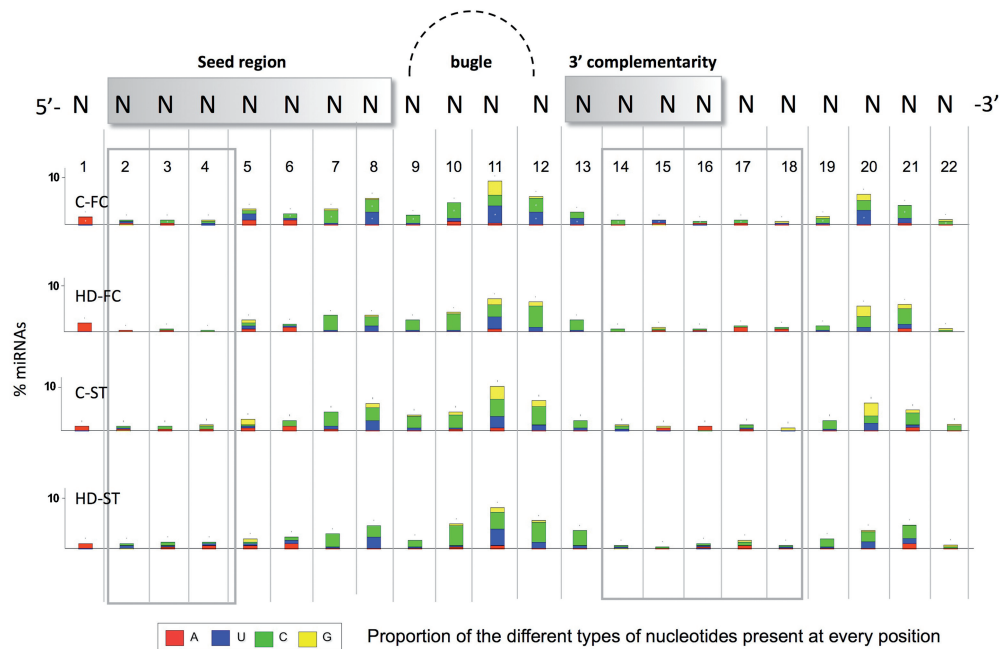 Seed region bugle 3’ complementarity
5’- N N N N N N N N N N N N N N N N N N N N N N -3’
1 2 3 4 5 6 7 8 9 10 11 12 13 14 15 16 17 18 19 20 21 22
10
C-FC
10
HD-FC
% miRNAs
10
C-ST
10
HD-ST
A U C G Proportion of the different types of nucleotides present at every position